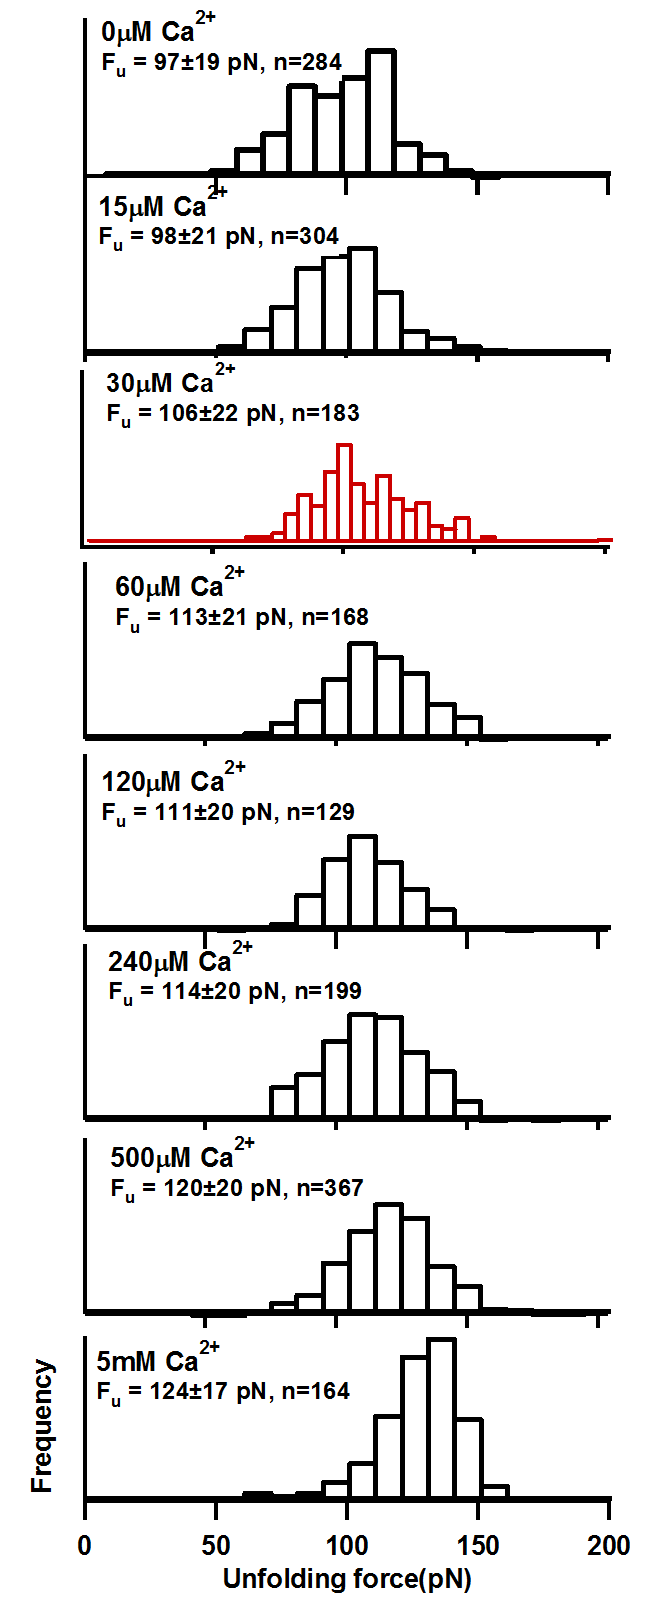 0μM Ca2+
Fu = 97±19 pN, n=284
15μM Ca2+
Fu = 98±21 pN, n=304
30μM Ca2+
Fu = 106±22 pN, n=183
60μM Ca2+
Fu = 113±21 pN, n=168
120μM Ca2+
Fu = 111±20 pN, n=129
240μM Ca2+
Fu = 114±20 pN, n=199
500μM Ca2+
Fu = 120±20 pN, n=367
5mM Ca2+
Fu = 124±17 pN, n=164
Frequency
0 50 100 150 200
Unfolding force(pN)